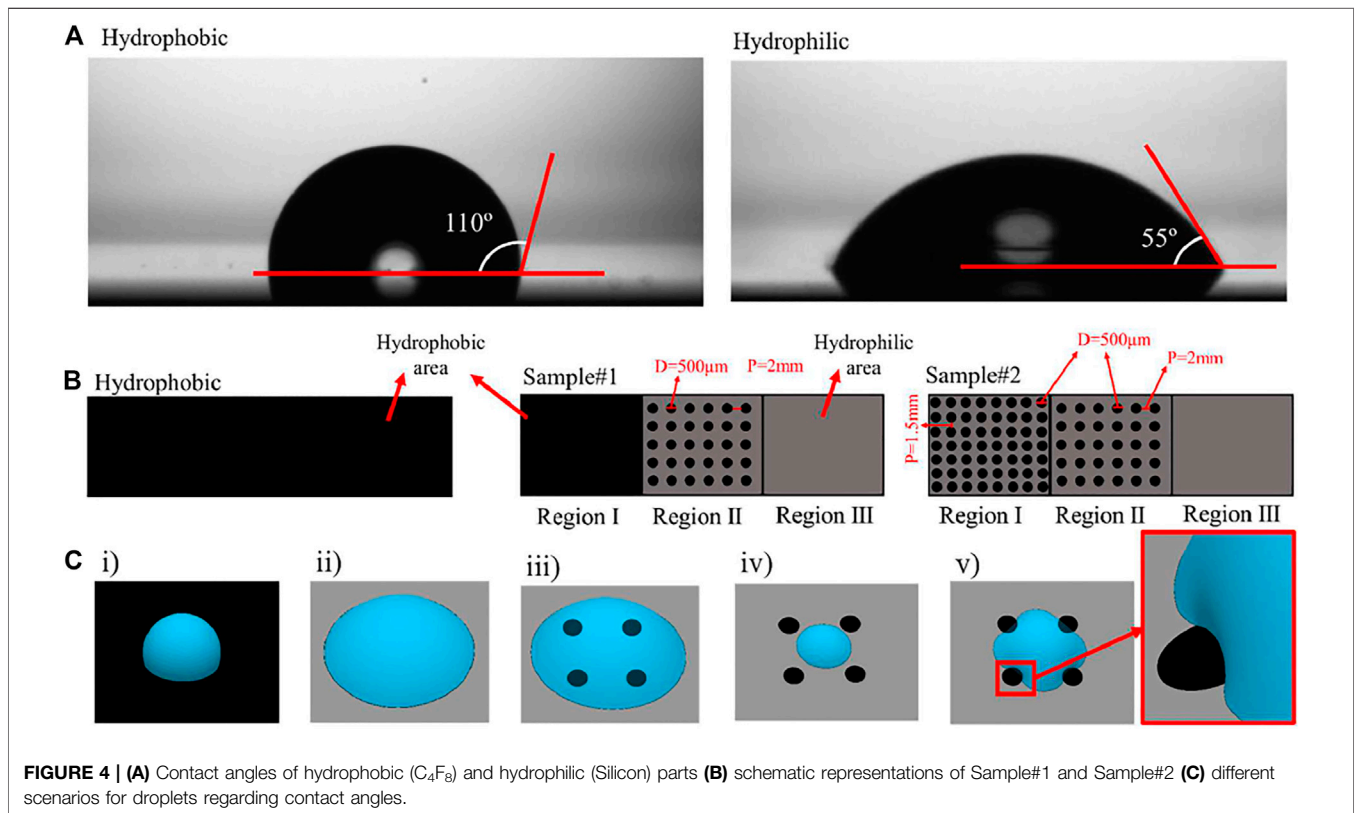 A Hydrophobic
Hydrophilic
110º
55º
B Hydrophobic
Hydrophobic
area
Sample#1
D=500µm
P=2mm
Hydrophilic
area
Sample#2
D=500µm
P=2mm
P=1.5mm
Region I
Region II
Region III
Region I
Region II
Region III
C i)
ii)
iii)
iv)
v)
FIGURE 4 | (A) Contact angles of hydrophobic (C₄F₈) and hydrophilic (Silicon) parts (B) schematic representations of Sample#1 and Sample#2 (C) different
scenarios for droplets regarding contact angles.